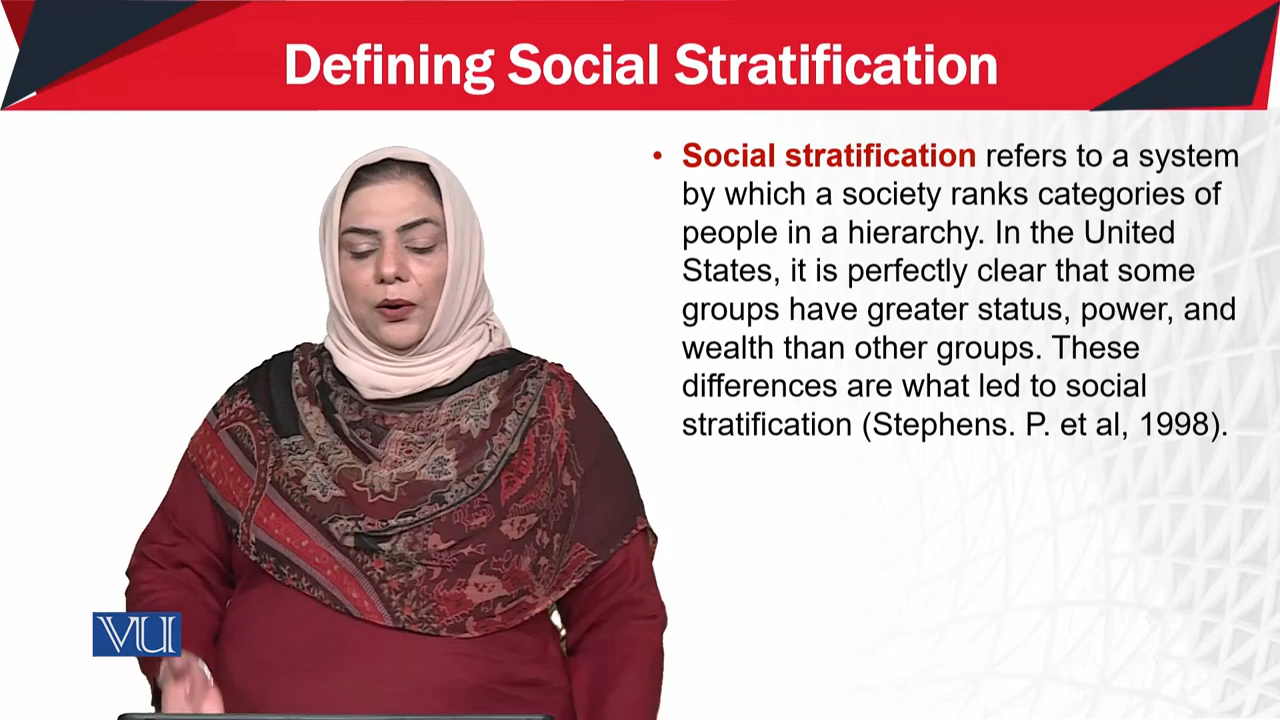 Defining Social Stratification
• Social stratification refers to a system
by which a society ranks categories of
people in a hierarchy. In the United
States, it is perfectly clear that some
groups have greater status, power, and
wealth than other groups. These
differences are what led to social
stratification (Stephens. P. et al, 1998).
VU